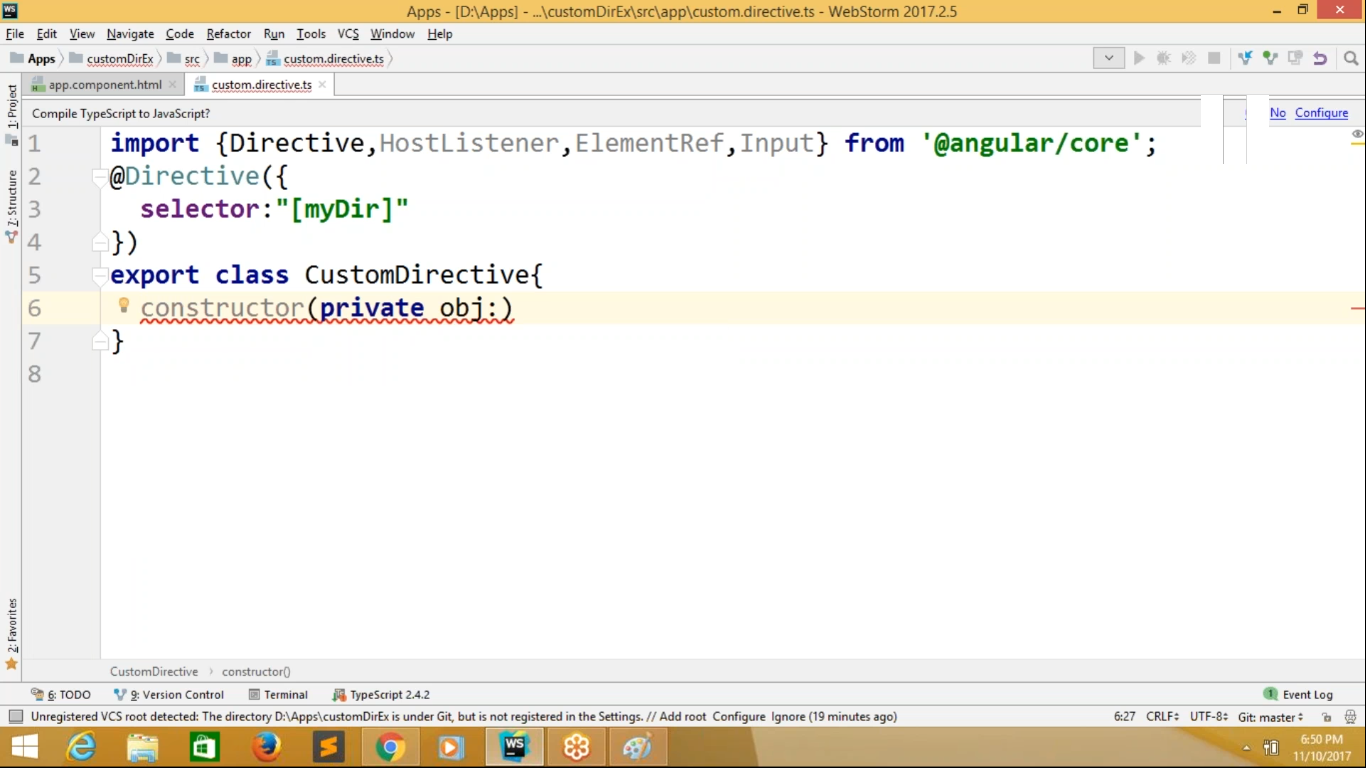 WS
Apps - [D:\Apps] - ...\customDirEx\src\app\custom.directive.ts - WebStorm 2017.2.5
File Edit View Navigate Code Refactor Run Tools VCS Window Help
Apps customDirEx src app custom.directive.ts
app.component.html custom.directive.ts
Compile TypeScript to JavaScript? No Configure
1: Project
7: Structure
2: Favorites
1 import {Directive,HostListener,ElementRef,Input} from '@angular/core';
2 @Directive({
3 selector:"[myDir]"
4 })
5 export class CustomDirective{
6 constructor(private obj:)
7 }
8
CustomDirective › constructor()
6: TODO 9: Version Control Terminal TypeScript 2.4.2 1 Event Log
Unregistered VCS root detected: The directory D:\Apps\customDirEx is under Git, but is not registered in the Settings. // Add root Configure Ignore (19 minutes ago) 6:27 CRLF UTF-8 Git: master
WS 6:50 PM
11/10/2017